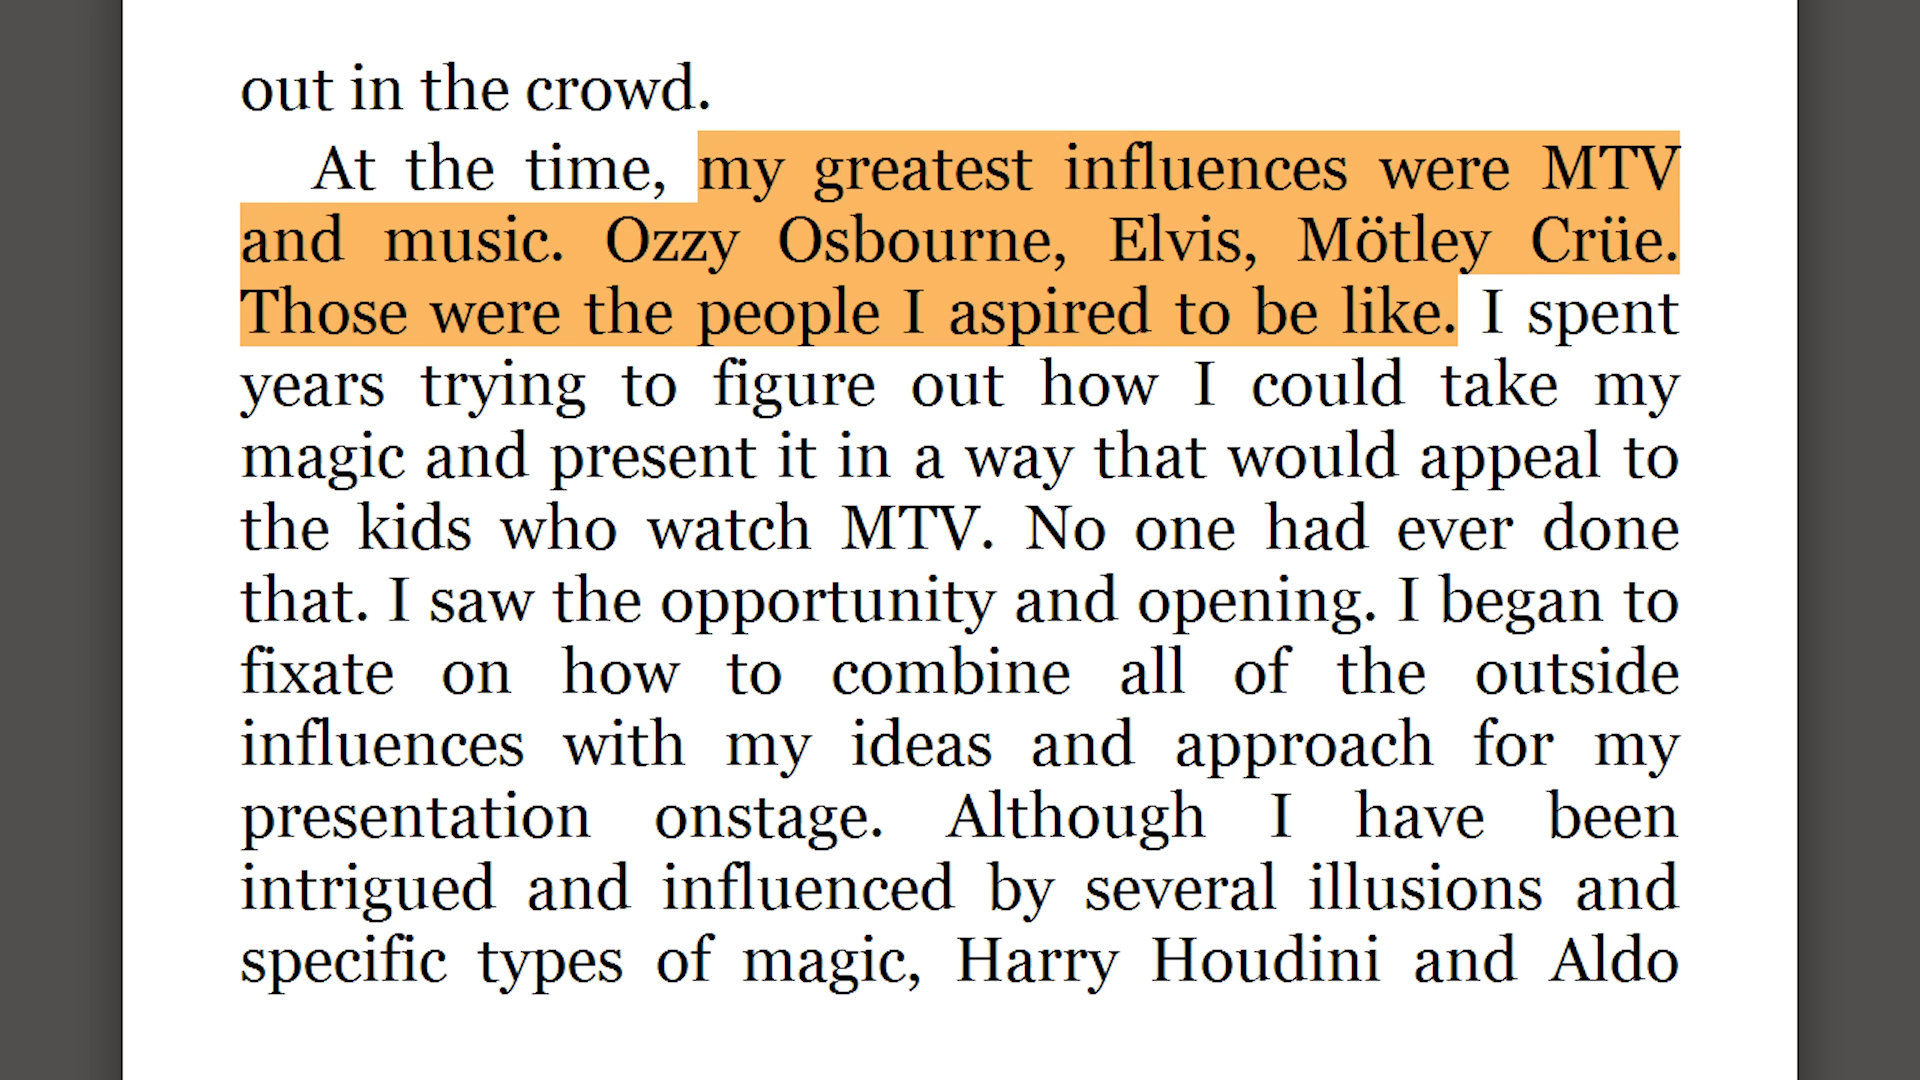 out in the crowd.
At the time, my greatest influences were MTV
and music. Ozzy Osbourne, Elvis, Mötley Crüe.
Those were the people I aspired to be like. I spent
years trying to figure out how I could take my
magic and present it in a way that would appeal to
the kids who watch MTV. No one had ever done
that. I saw the opportunity and opening. I began to
fixate on how to combine all of the outside
influences with my ideas and approach for my
presentation onstage. Although I have been
intrigued and influenced by several illusions and
specific types of magic, Harry Houdini and Aldo